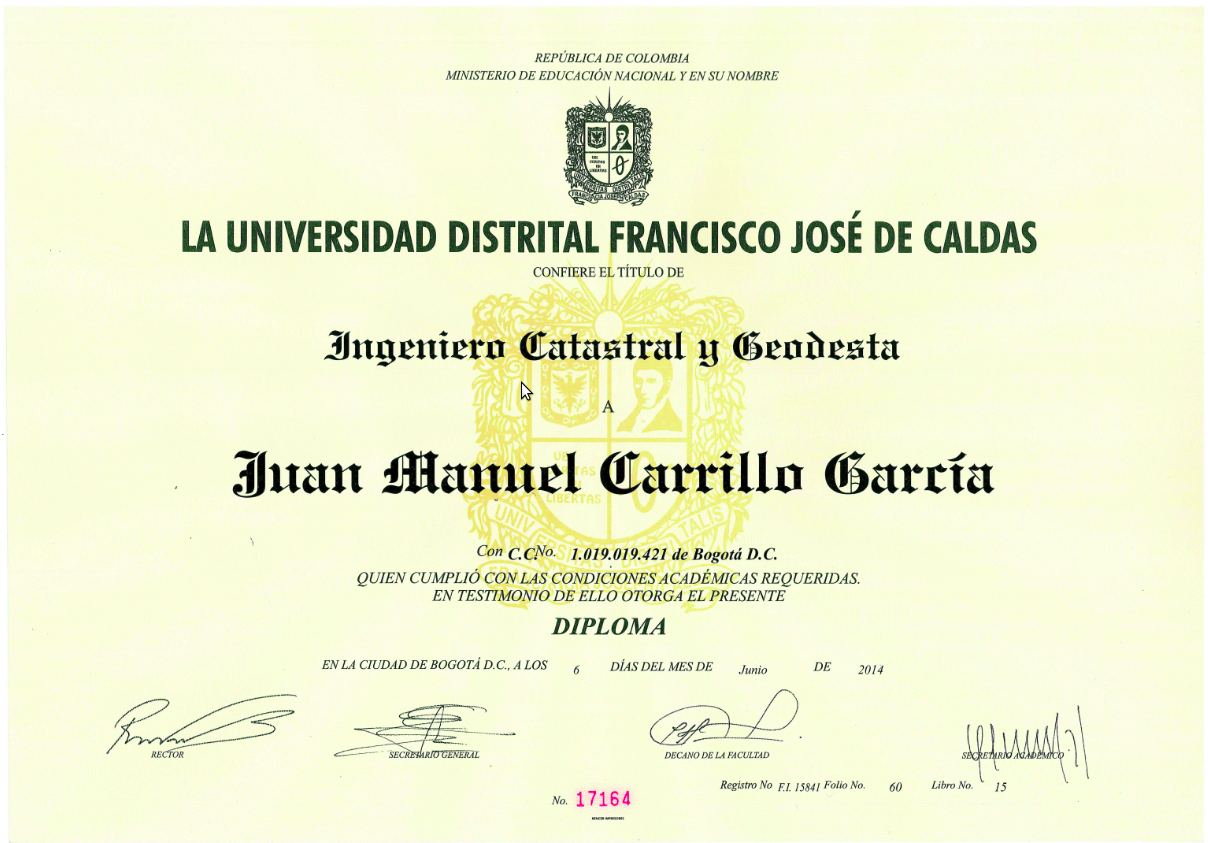 REPÚBLICA DE COLOMBIA
MINISTERIO DE EDUCACIÓN NACIONAL Y EN SU NOMBRE
LA UNIVERSIDAD DISTRITAL FRANCISCO JOSÉ DE CALDAS
CONFIERE EL TÍTULO DE
Ingeniero Catastral y Geodesta
A
Juan Manuel Carrillo García
Con C.C. No. 1.019.019.421 de Bogotá D.C.
QUIEN CUMPLIÓ CON LAS CONDICIONES ACADÉMICAS REQUERIDAS.
EN TESTIMONIO DE ELLO OTORGA EL PRESENTE
DIPLOMA
EN LA CIUDAD DE BOGOTÁ D.C., A LOS 6 DÍAS DEL MES DE Junio DE 2014
RECTOR SECRETARIO GENERAL DECANO DE LA FACULTAD SECRETARIO ACADÉMICO
Registro No F.I. 15841 Folio No. 60 Libro No. 15
No. 17164